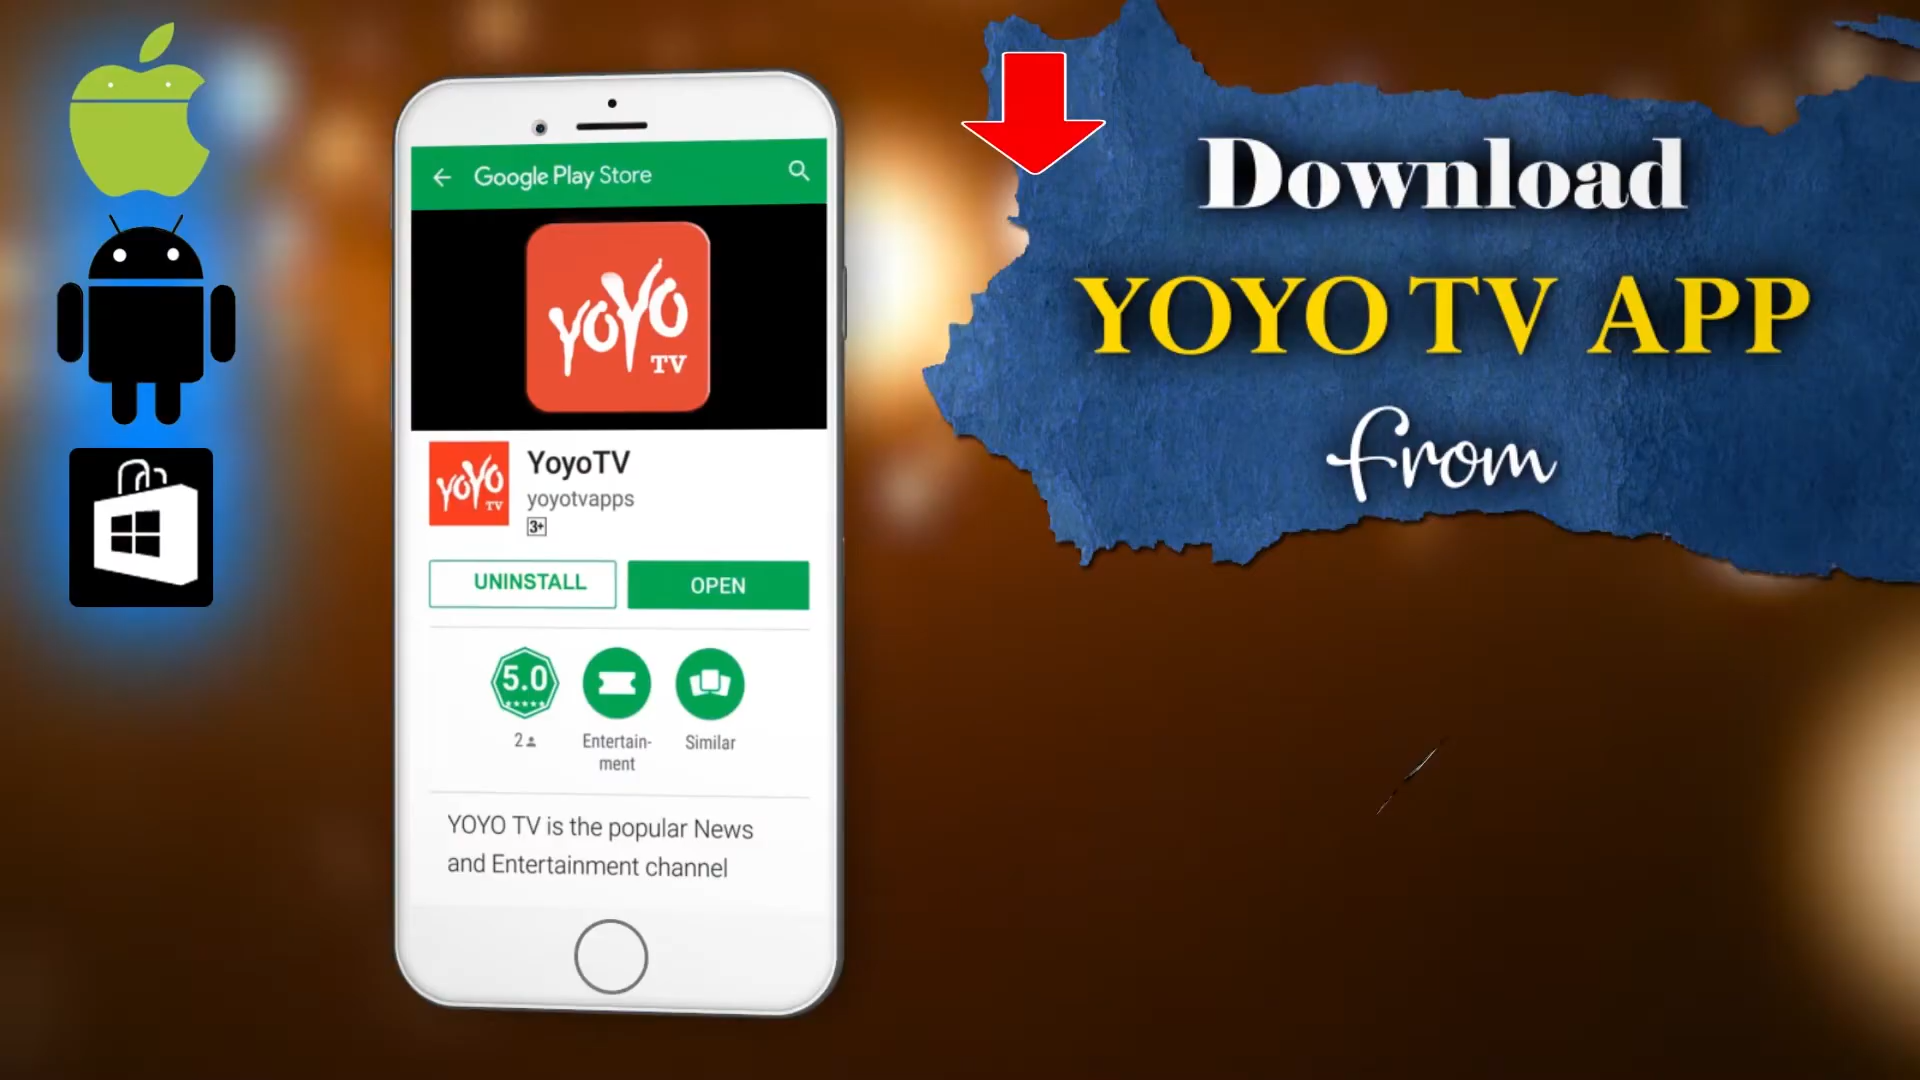 Google Play Store
YOYO
TV
YOYO
TV
YoyoTV
yoyotvapps
3+
UNINSTALL
OPEN
5.0
2
Entertain-
ment
Similar
YOYO TV is the popular News
and Entertainment channel
Download
YOYO TV APP
from